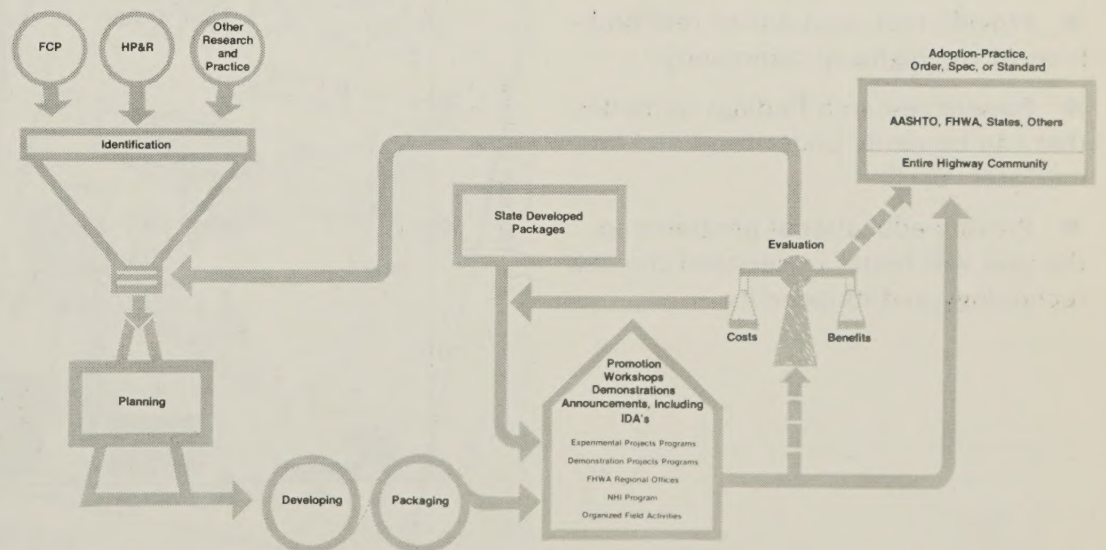 FCP
HP&R
Other
Research
and
Practice
Identification
Planning
Developing
Packaging
State Developed
Packages
Promotion
Workshops
Demonstrations
Announcements, Including
IDA's
Experimental Projects Programs
Demonstration Projects Programs
FHWA Regional Offices
NHI Program
Organized Field Activities
Evaluation
Costs
Benefits
Adoption-Practice,
Order, Spec, or Standard
AASHTO, FHWA, States, Others
Entire Highway Community